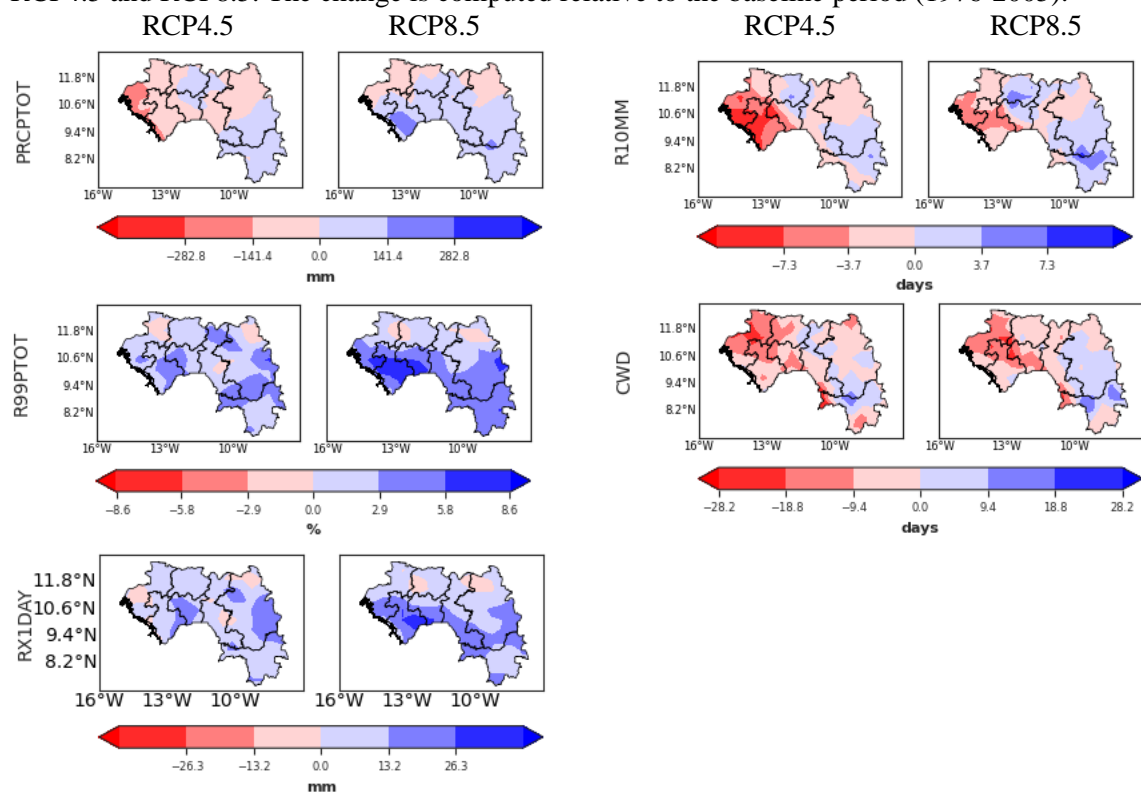 RCP4.5 and RCP8.5. The change is computed relative to the baseline period (1976-2005).
RCP4.5 RCP8.5 RCP4.5 RCP8.5
PRCPTOT
11.8°N
10.6°N
9.4°N
8.2°N
16°W 13°W 10°W 16°W 13°W 10°W
−282.8 −141.4 0.0 141.4 282.8
mm
R10MM
11.8°N
10.6°N
9.4°N
8.2°N
16°W 13°W 10°W 16°W 13°W 10°W
−7.3 −3.7 0.0 3.7 7.3
days
R99PTOT
11.8°N
10.6°N
9.4°N
8.2°N
16°W 13°W 10°W 16°W 13°W 10°W
−8.6 −5.8 −2.9 0.0 2.9 5.8 8.6
%
CWD
11.8°N
10.6°N
9.4°N
8.2°N
16°W 13°W 10°W 16°W 13°W 10°W
−28.2 −18.8 −9.4 0.0 9.4 18.8 28.2
days
RX1DAY
11.8°N
10.6°N
9.4°N
8.2°N
16°W 13°W 10°W 16°W 13°W 10°W
−26.3 −13.2 0.0 13.2 26.3
mm